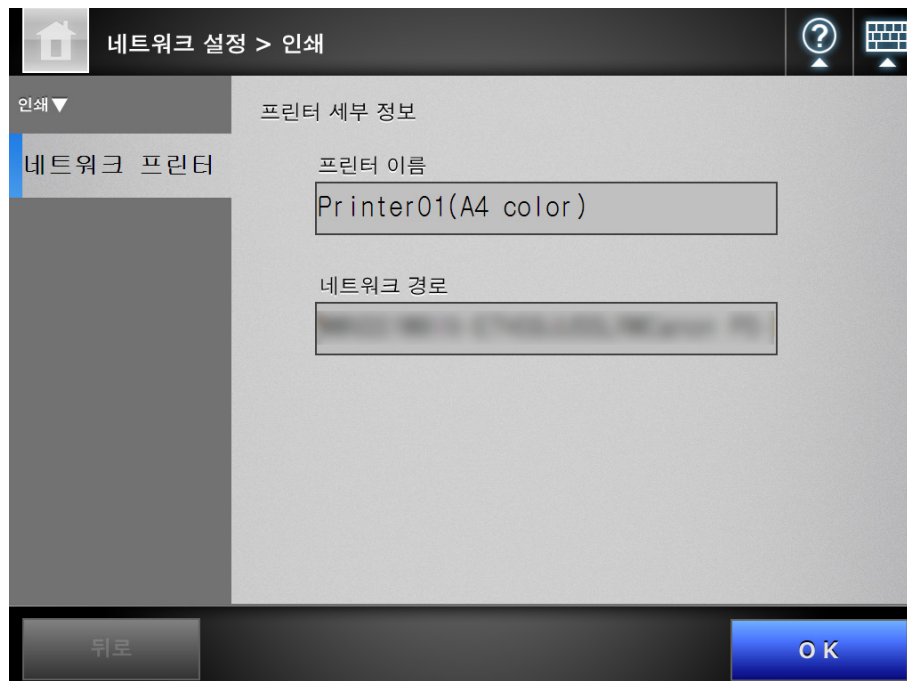 네트워크 설정 > 인쇄
인쇄▼
네트워크 프린터
프린터 세부 정보
프린터 이름
Printer01(A4 color)
네트워크 경로
뒤로
OK